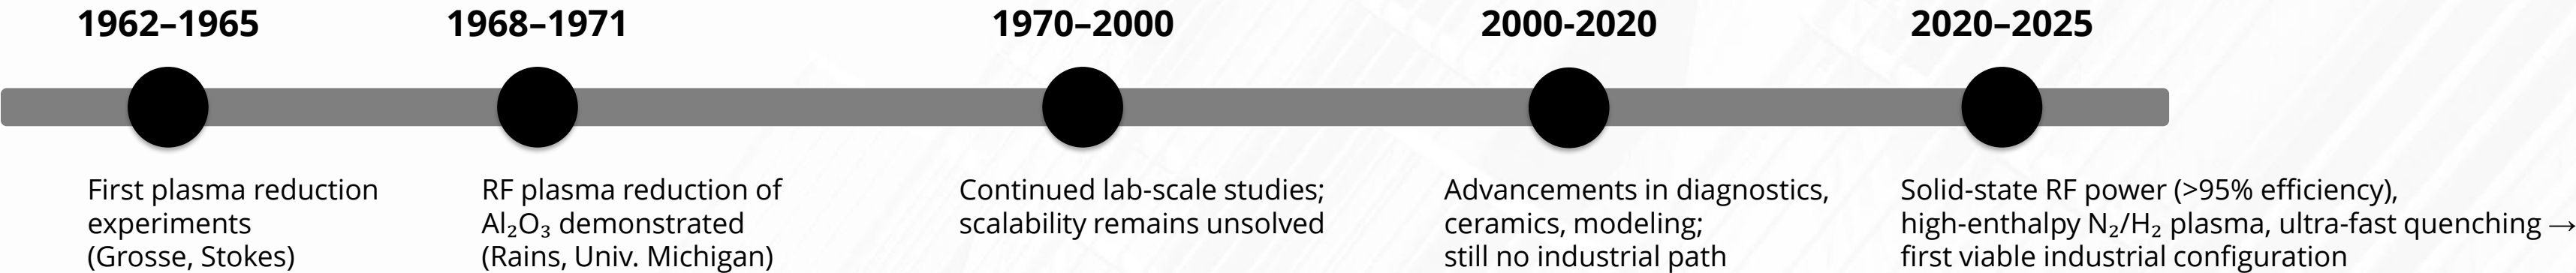 1962–1965
First plasma reduction
experiments
(Grosse, Stokes)
1968–1971
RF plasma reduction of
Al₂O₃ demonstrated
(Rains, Univ. Michigan)
1970–2000
Continued lab-scale studies;
scalability remains unsolved
2000-2020
Advancements in diagnostics,
ceramics, modeling;
still no industrial path
2020–2025
Solid-state RF power (>95% efficiency),
high-enthalpy N₂/H₂ plasma, ultra-fast quenching →
first viable industrial configuration